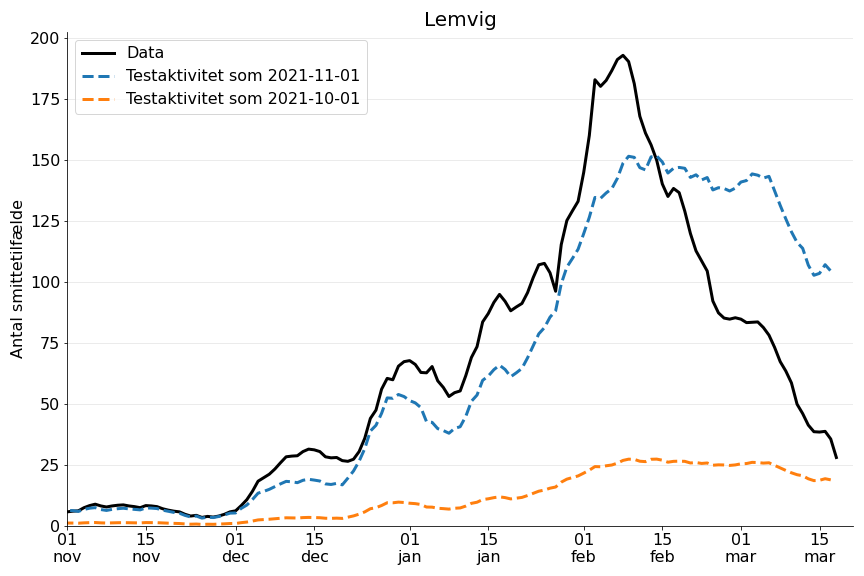 Lemvig
Data
Testaktivitet som 2021-11-01
Testaktivitet som 2021-10-01
Antal smittetilfælde
200
175
150
125
100
75
50
25
0
01 15 01 15 01 15 01 15 01 15
nov nov dec dec jan jan feb feb mar mar